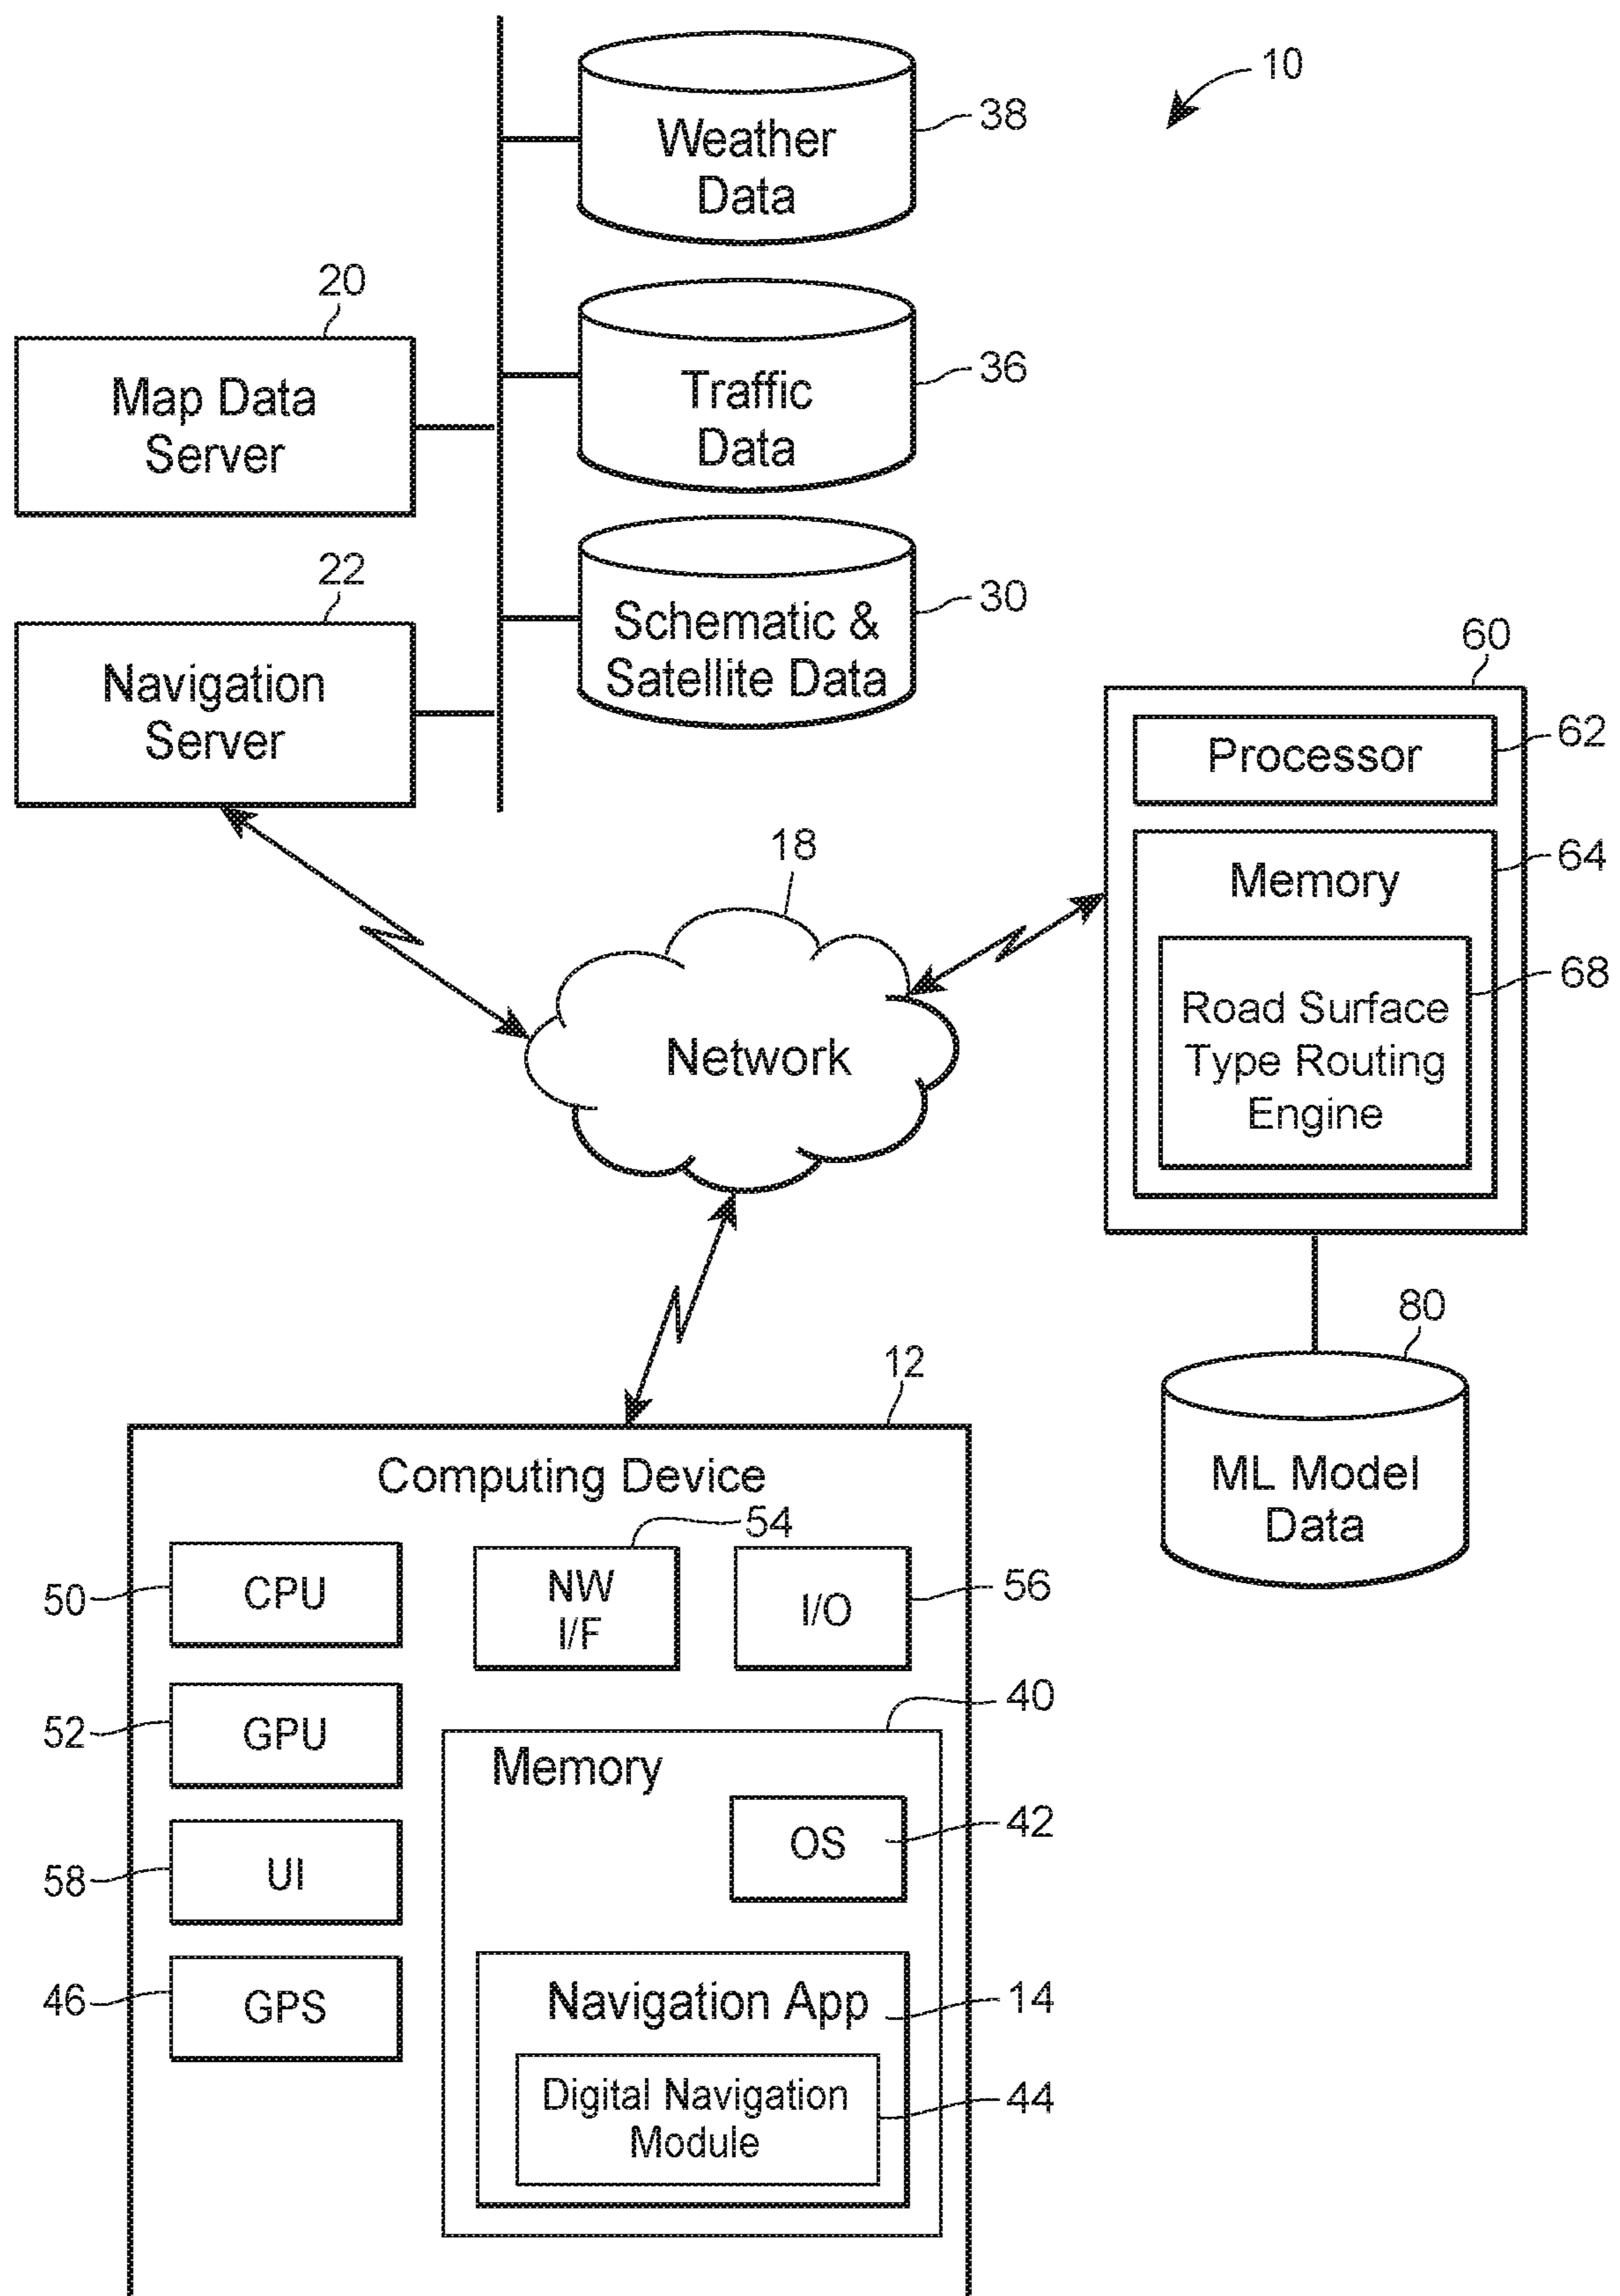 10
38
Weather
Data
20
36
Map Data
Server
Traffic
Data
22
30
Schematic &
Satellite Data
Navigation
Server
60
Processor
62
18
64
Memory
68
Road Surface
Type Routing
Engine
Network
80
12
ML Model
Data
Computing Device
54
50
CPU
NW
I/F
I/O
56
40
52
GPU
Memory
42
OS
58
UI
46
GPS
Navigation App
14
Digital Navigation
Module
44